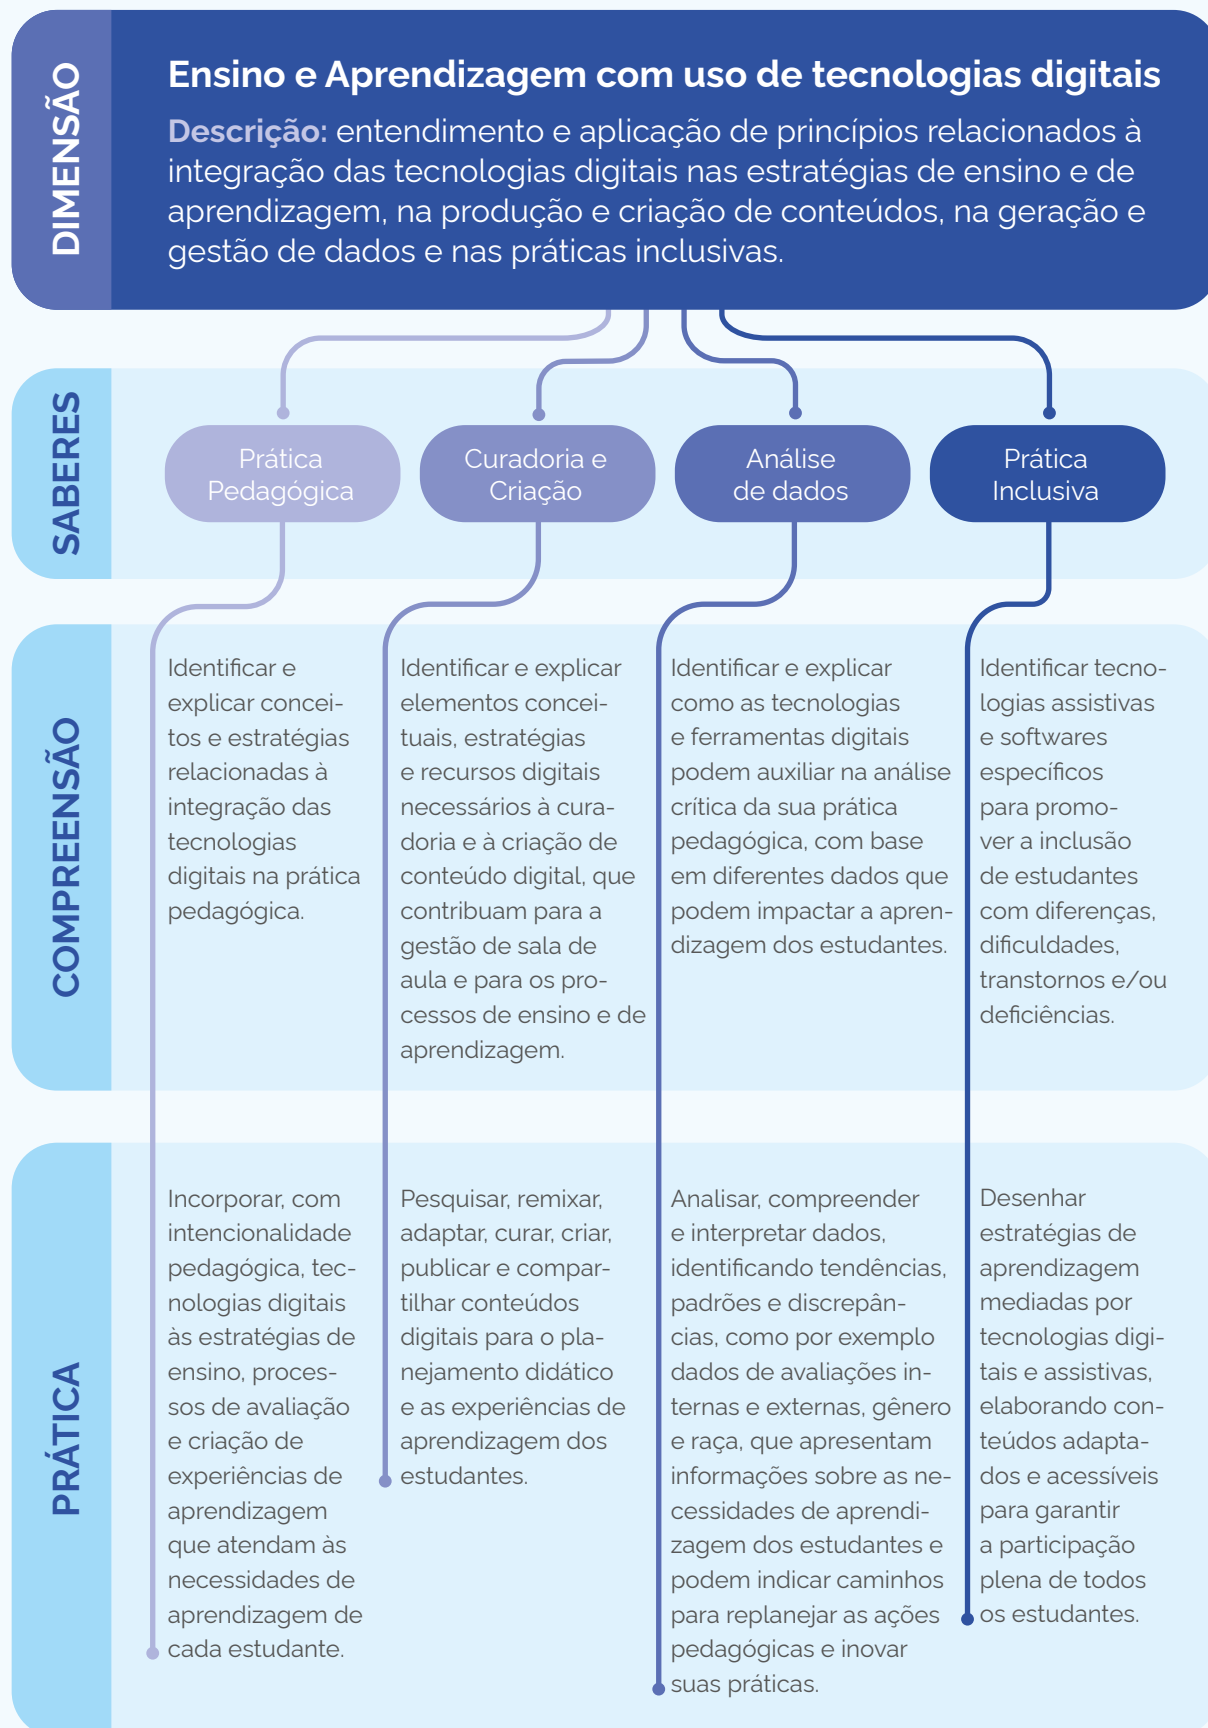 DIMENSÃO
Ensino e Aprendizagem com uso de tecnologias digitais
Descrição: entendimento e aplicação de princípios relacionados à
integração das tecnologias digitais nas estratégias de ensino e de
aprendizagem, na produção e criação de conteúdos, na geração e
gestão de dados e nas práticas inclusivas.
SABERES
Prática
Pedagógica
Curadoria e
Criação
Análise
de dados
Prática
Inclusiva
COMPREENSÃO
Identificar e
explicar concei-
tos e estratégias
relacionadas à
integração das
tecnologias
digitais na prática
pedagógica.
Identificar e explicar
elementos concei-
tuais, estratégias
e recursos digitais
necessários à cura-
doria e à criação de
conteúdo digital, que
contribuam para a
gestão de sala de
aula e para os pro-
cessos de ensino e de
aprendizagem.
Identificar e explicar
como as tecnologias
e ferramentas digitais
podem auxiliar na análise
crítica da sua prática
pedagógica, com base
em diferentes dados que
podem impactar a apren-
dizagem dos estudantes.
Identificar tecno-
logias assistivas
e softwares
específicos
para promo-
ver a inclusão
de estudantes
com diferenças,
dificuldades,
transtornos e/ou
deficiências.
PRÁTICA
Incorporar, com
intencionalidade
pedagógica, tec-
nologias digitais
às estratégias de
ensino, proces-
sos de avaliação
e criação de
experiências de
aprendizagem
que atendam às
necessidades de
aprendizagem de
cada estudante.
Pesquisar, remixar,
adaptar, curar, criar,
publicar e compar-
tilhar conteúdos
digitais para o pla-
nejamento didático
e as experiências de
aprendizagem dos
estudantes.
Analisar, compreender
e interpretar dados,
identificando tendências,
padrões e discrepân-
cias, como por exemplo
dados de avaliações in-
ternas e externas, gênero
e raça, que apresentam
informações sobre as ne-
cessidades de aprendi-
zagem dos estudantes e
podem indicar caminhos
para replanejar as ações
pedagógicas e inovar
suas práticas.
Desenhar
estratégias de
aprendizagem
mediadas por
tecnologias digi-
tais e assistivas,
elaborando con-
teúdos adapta-
dos e acessíveis
para garantir
a participação
plena de todos
os estudantes.